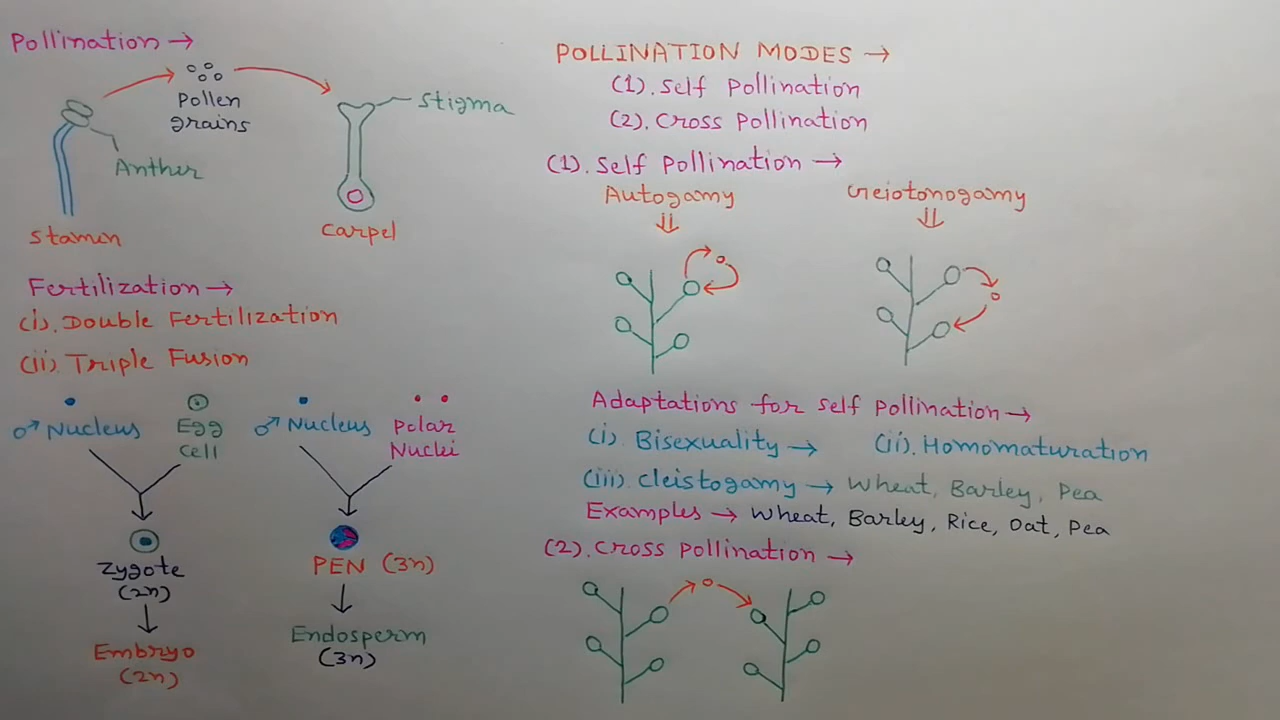 Pollination →
Pollen
grains
Anther
Stigma
Stamen
Carpel
Fertilization →
(i). Double Fertilization
(ii). Triple Fusion
♂ Nucleus
Egg
Cell
♂ Nucleus
Polar
Nuclei
Zygote
(2n)
Embryo
(2n)
PEN (3n)
Endosperm
(3n)
POLLINATION MODES →
(1). Self Pollination
(2). Cross Pollination
(1). Self Pollination →
Autogamy
Geiotonogamy
Adaptations for Self Pollination →
(i). Bisexuality → (ii). Homomaturation
(iii). Cleistogamy → Wheat, Barley, Pea
Examples → Wheat, Barley, Rice, Oat, Pea
(2). Cross Pollination →